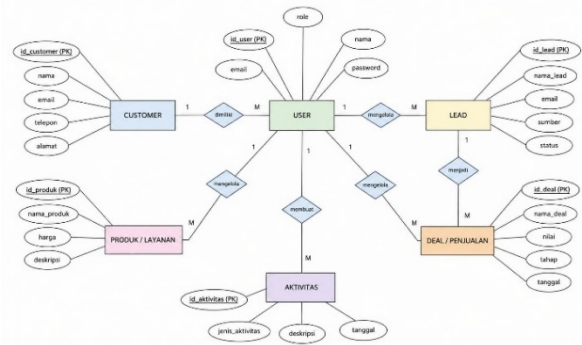 role
id_user (PK)
nama
email
password
id_customer (PK)
nama
email
telepon
alamat
CUSTOMER
1
dimiliki
M
USER
1
mengelola
M
LEAD
id_lead (PK)
nama_lead
email
sumber
status
1
mengelola
M
1
membuat
M
1
mengelola
M
1
menjadi
M
id_produk (PK)
nama_produk
harga
deskripsi
PRODUK / LAYANAN
DEAL / PENJUALAN
id_deal (PK)
nama_deal
nilai
tahap
tanggal
AKTIVITAS
id_aktivitas (PK)
jenis_aktivitas
deskripsi
tanggal